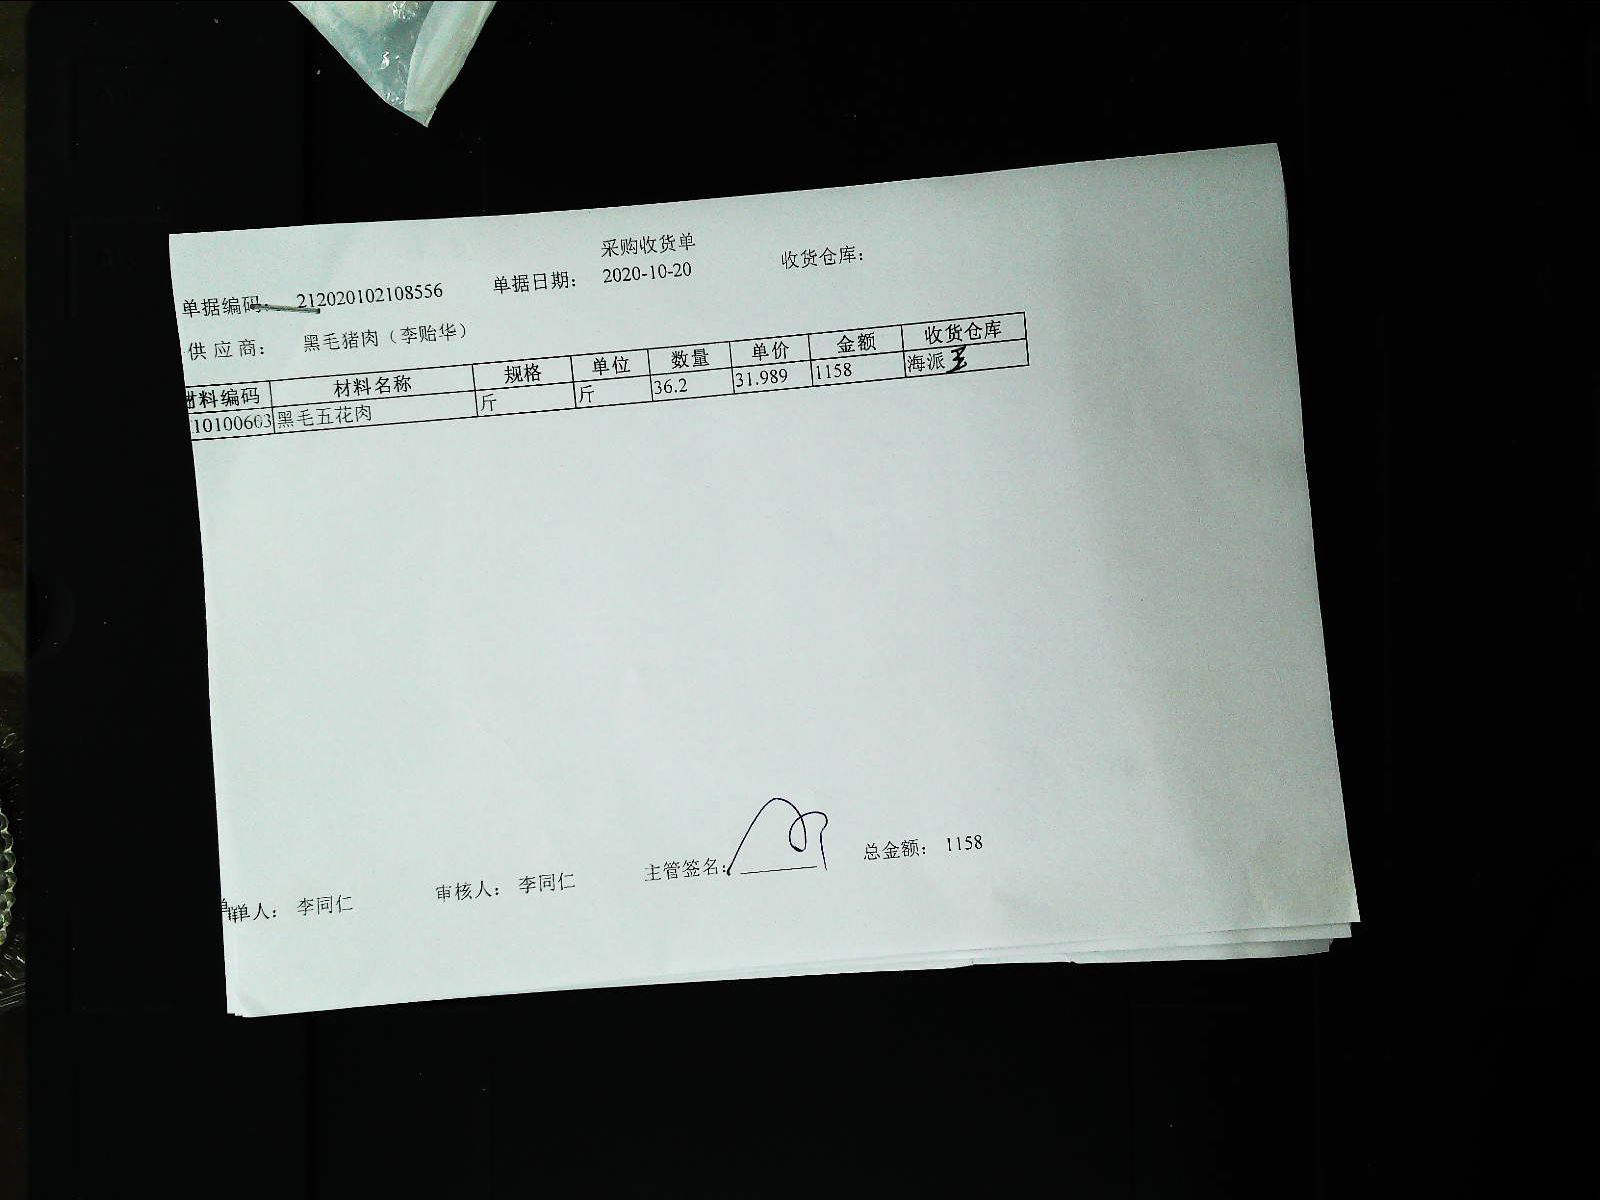 采购收货单
单据编码： 212020102108556 单据日期： 2020-10-20 收货仓库：
供 应 商： 黑毛猪肉（李贻华）
材料编码 材料名称 规格 单位 数量 单价 金额 收货仓库
10100603 黑毛五花肉 斤 斤 36.2 31.989 1158 海派
单人： 李同仁 审核人： 李同仁 主管签名： 总金额： 1158